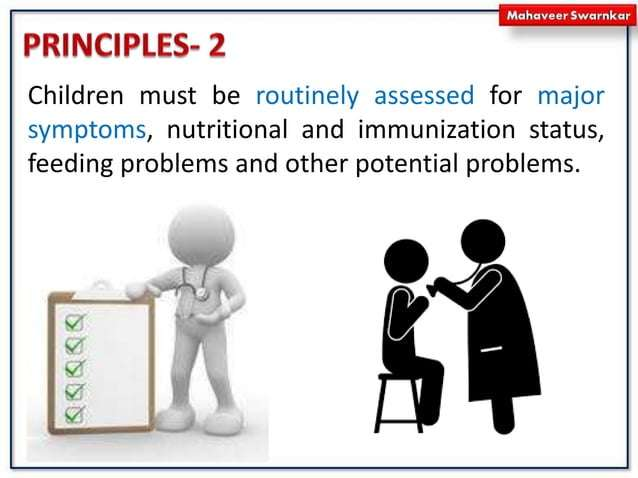 Mahaveer Swarnkar
PRINCIPLES- 2
Children must be routinely assessed for major
symptoms, nutritional and immunization status,
feeding problems and other potential problems.